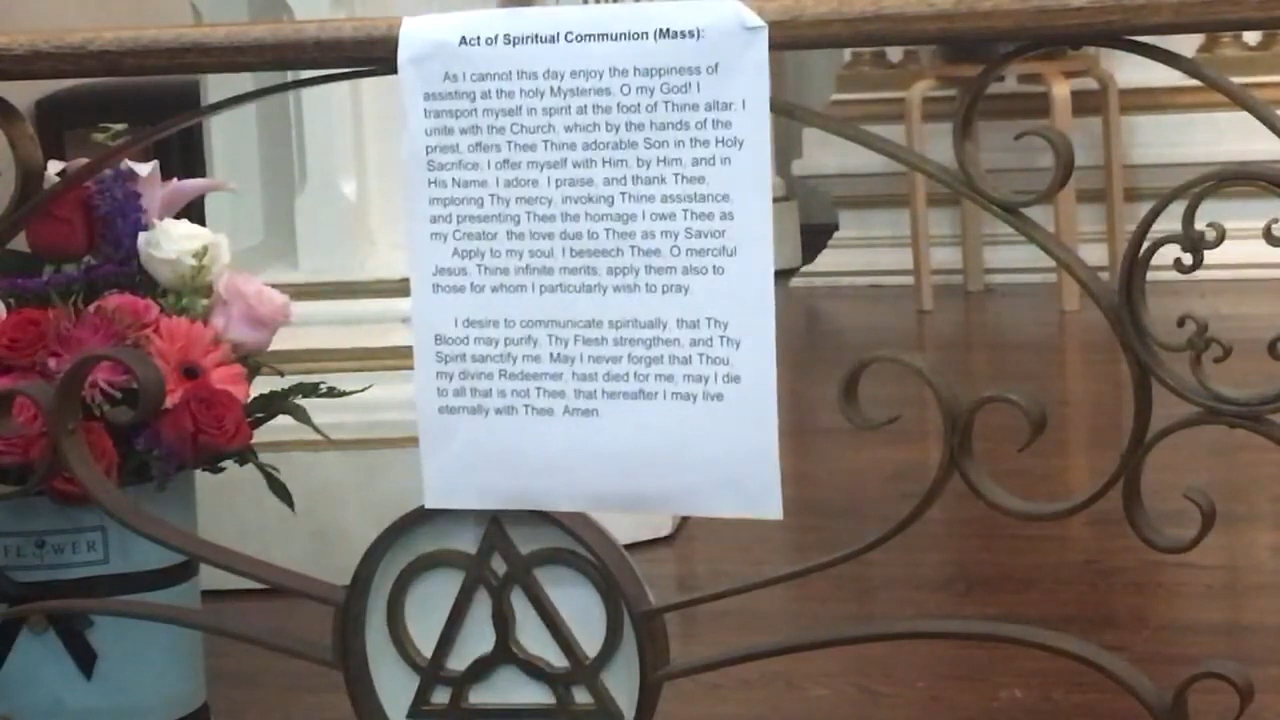 Act of Spiritual Communion (Mass):
As I cannot this day enjoy the happiness of
assisting at the holy Mysteries, O my God! I
transport myself in spirit at the foot of Thine altar; I
unite with the Church, which by the hands of the
priest, offers Thee Thine adorable Son in the Holy
Sacrifice; I offer myself with Him, by Him, and in
His Name. I adore, I praise, and thank Thee,
imploring Thy mercy, invoking Thine assistance,
and presenting Thee the homage I owe Thee as
my Creator, the love due to Thee as my Savior.
Apply to my soul, I beseech Thee, O merciful
Jesus, Thine infinite merits; apply them also to
those for whom I particularly wish to pray.
I desire to communicate spiritually, that Thy
Blood may purify, Thy Flesh strengthen, and Thy
Spirit sanctify me. May I never forget that Thou,
my divine Redeemer, hast died for me; may I die
to all that is not Thee, that hereafter I may live
eternally with Thee. Amen.
FLOWER